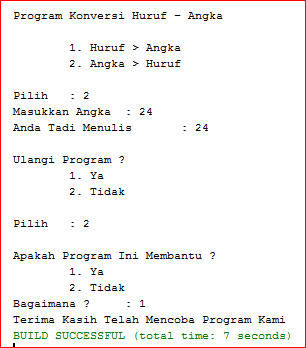 Program Konversi Huruf - Angka
1. Huruf > Angka
2. Angka > Huruf
Pilih : 2
Masukkan Angka : 24
Anda Tadi Menulis : 24
Ulangi Program ?
1. Ya
2. Tidak
Pilih : 2
Apakah Program Ini Membantu ?
1. Ya
2. Tidak
Bagaimana ? : 1
Terima Kasih Telah Mencoba Program Kami
BUILD SUCCESSFUL (total time: 7 seconds)